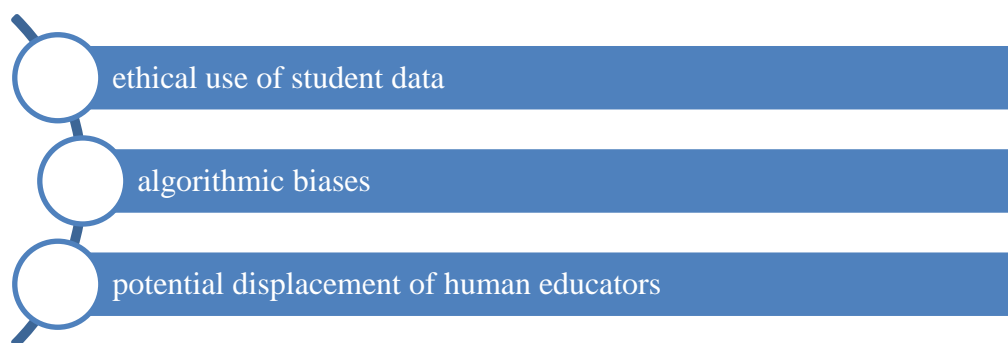 ethical use of student data
algorithmic biases
potential displacement of human educators